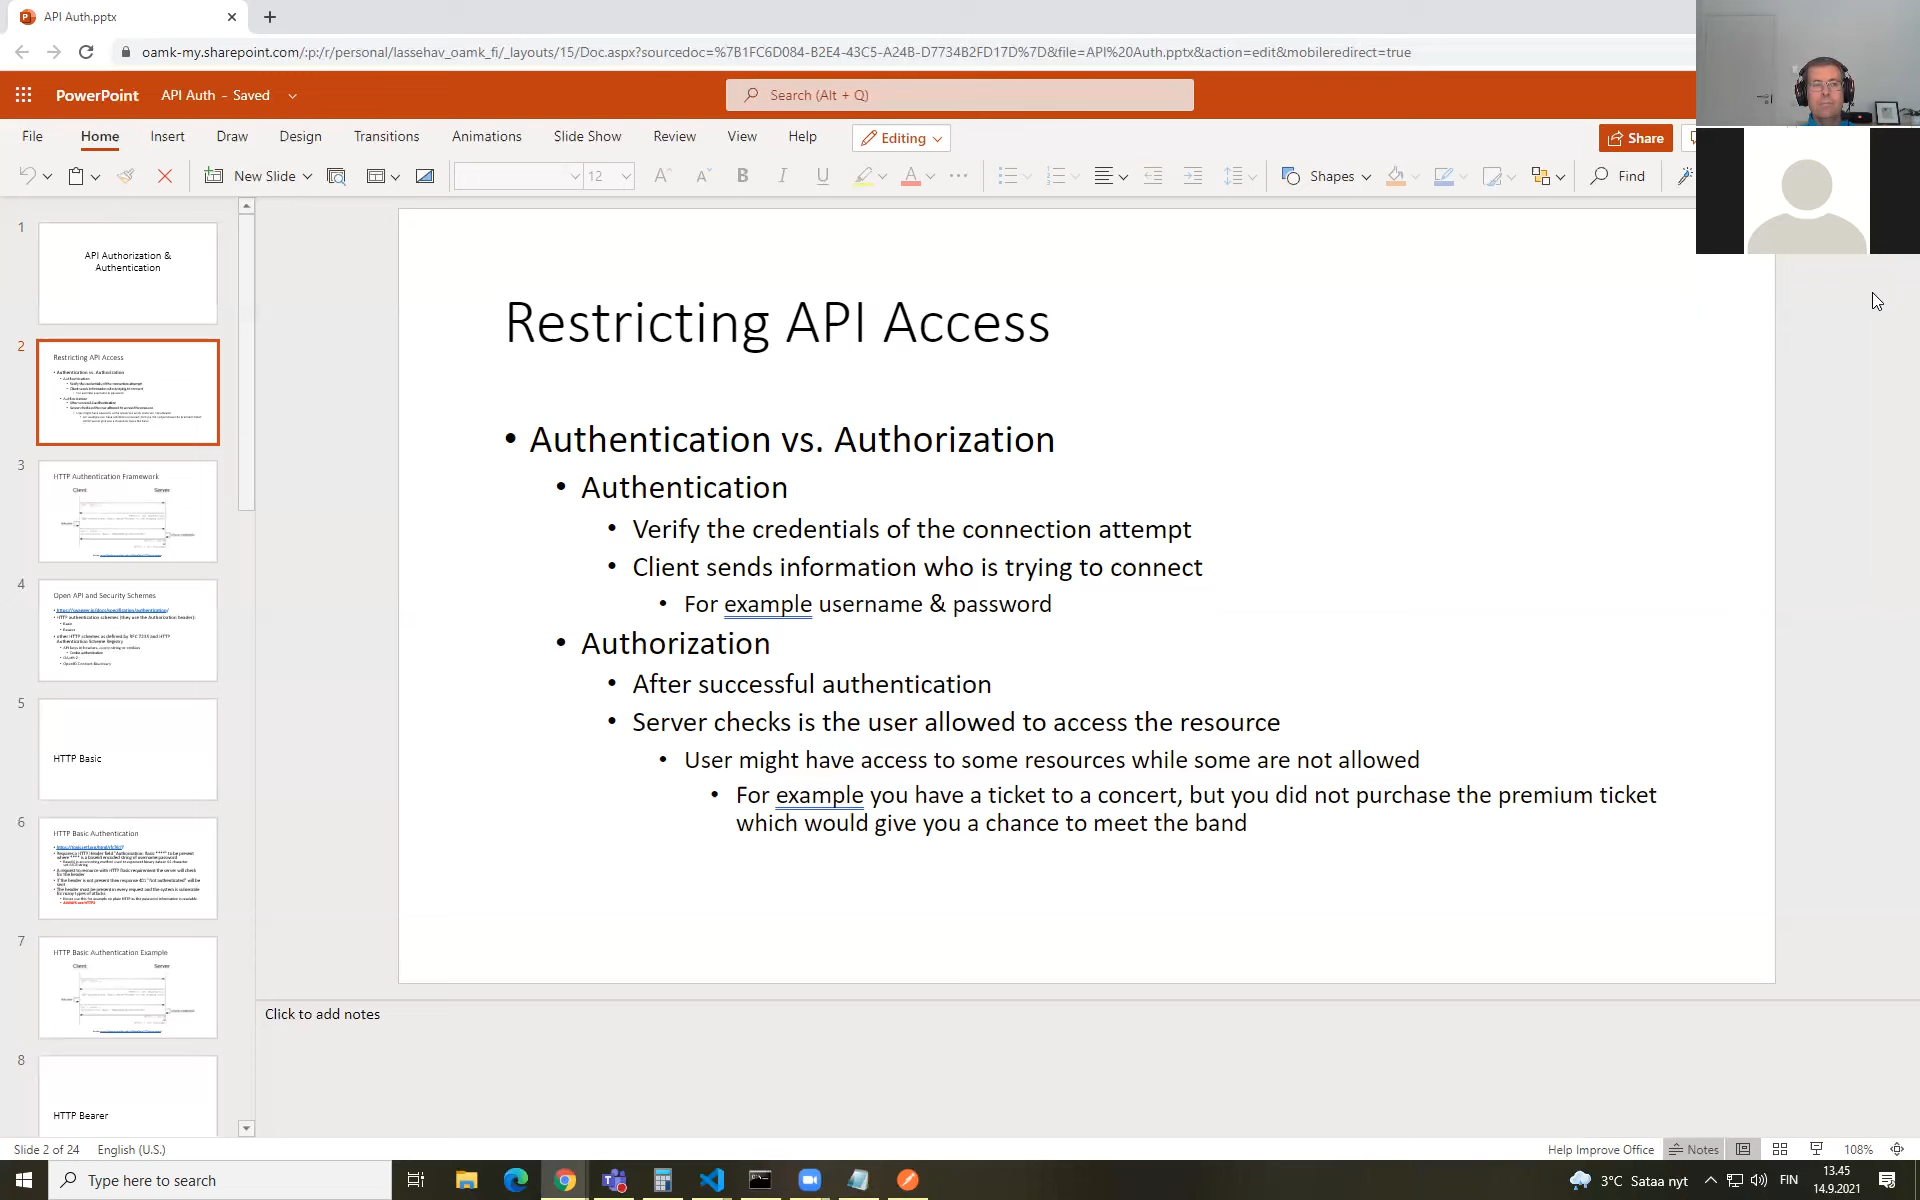 API Auth.pptx
oamk-my.sharepoint.com/:p:/r/personal/lassehav_oamk_fi/_layouts/15/Doc.aspx?sourcedoc=%7B1FC6D084-B2E4-43C5-A24B-D7734B2FD17D%7D&file=API%20Auth.pptx&action=edit&mobileredirect=true
PowerPoint API Auth - Saved
Search (Alt + Q)
File Home Insert Draw Design Transitions Animations Slide Show Review View Help Editing Share
New Slide 12 B I U Shapes Find
1
API Authorization &
Authentication
2
Restricting API Access
Authentication vs. Authorization
3
HTTP Authentication Framework
Client Server
4
Open API and Security Schemes
5
HTTP Basic
6
HTTP Basic Authentication
7
HTTP Basic Authentication Example
Client Server
8
HTTP Bearer
Restricting API Access
• Authentication vs. Authorization
• Authentication
• Verify the credentials of the connection attempt
• Client sends information who is trying to connect
• For example username & password
• Authorization
• After successful authentication
• Server checks is the user allowed to access the resource
• User might have access to some resources while some are not allowed
• For example you have a ticket to a concert, but you did not purchase the premium ticket
which would give you a chance to meet the band
Click to add notes
Slide 2 of 24 English (U.S.)
Help Improve Office Notes 108%
Type here to search
3°C Sataa nyt FIN 13.45
14.9.2021